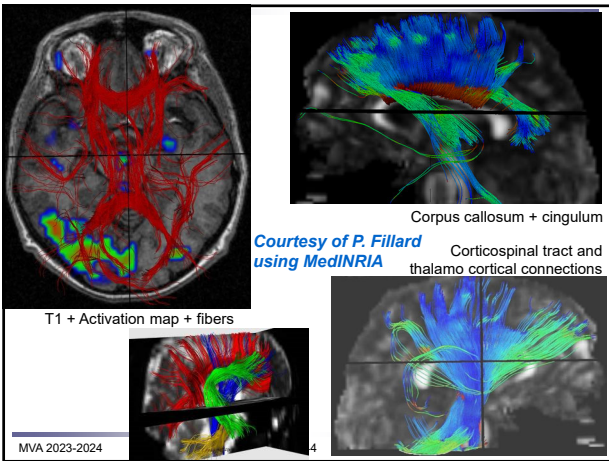 Corpus callosum + cingulum
Courtesy of P. Fillard
using MedINRIA
Corticospinal tract and
thalamo cortical connections
T1 + Activation map + fibers
MVA 2023-2024
4